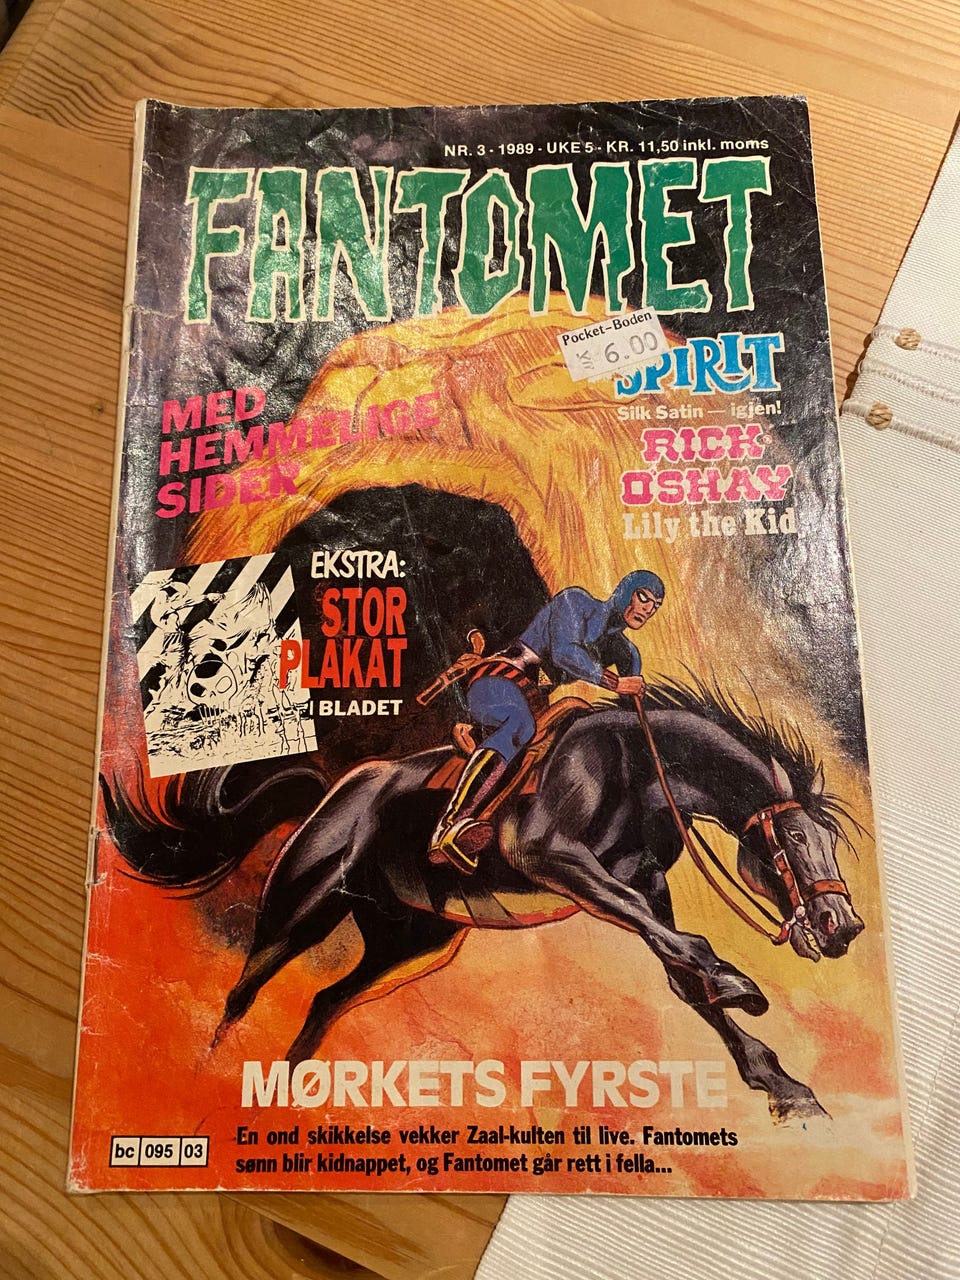 NR. 3 - 1989 - UKE 5 - KR. 11,50 inkl. moms
FANTOMET
Pocket-Boden
NK 6.00
SPIRIT
Silk Satin — igjen!
RICK
O'SHAY
Lily the Kid
MED
HEMMELIGE
SIDER
EKSTRA:
STOR
PLAKAT
I BLADET
MØRKETS FYRSTE
En ond skikkelse vekker Zaal-kulten til live. Fantomets
sønn blir kidnappet, og Fantomet går rett i fella...
bc 095 03